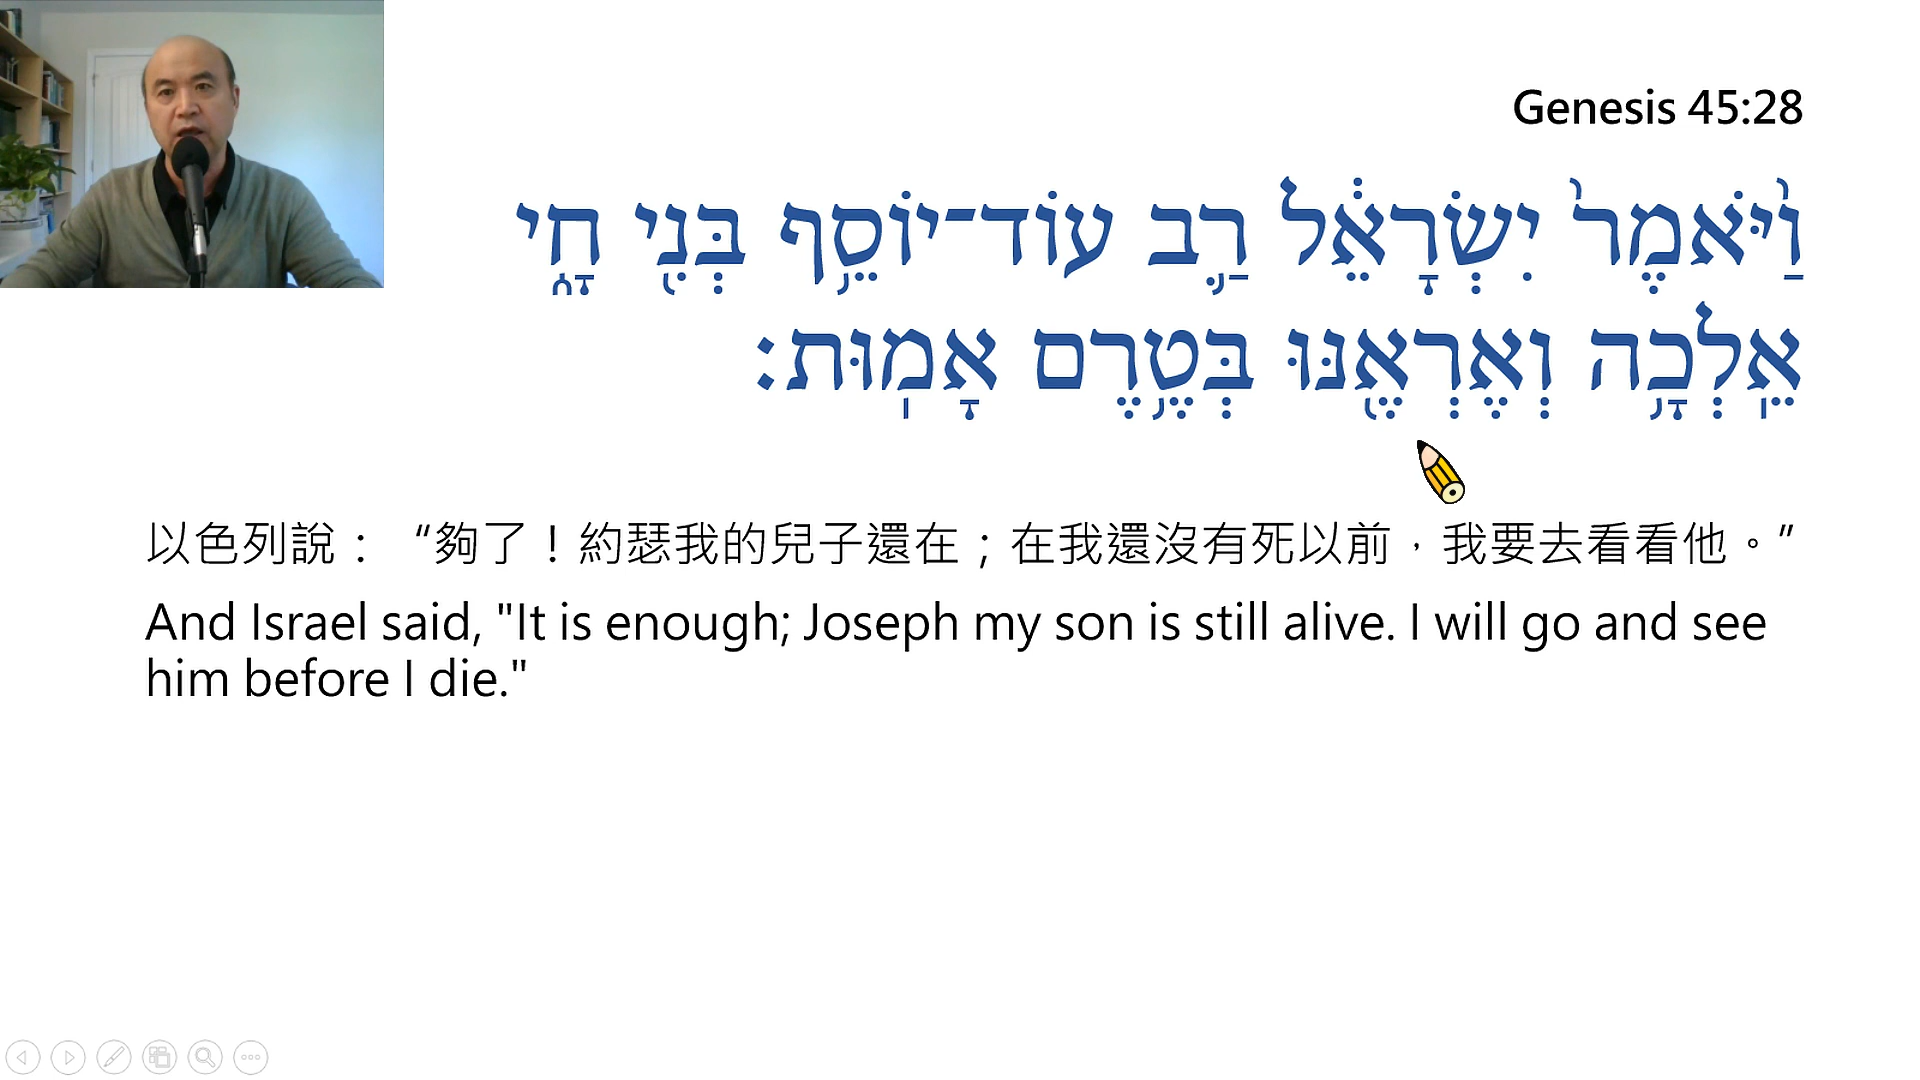 Genesis 45:28
וַ֨יֹּאמֶר֙ יִשְׂרָאֵ֔ל רַ֛ב עוֹד־יוֹסֵ֥ף בְּנִ֖י חָ֑י
אֵֽלְכָ֥ה וְאֶרְאֶ֖נּוּ בְּטֶ֥רֶם אָמֽוּת׃
以色列說：“夠了！約瑟我的兒子還在；在我還沒有死以前，我要去看看他。”
And Israel said, "It is enough; Joseph my son is still alive. I will go and see
him before I die."